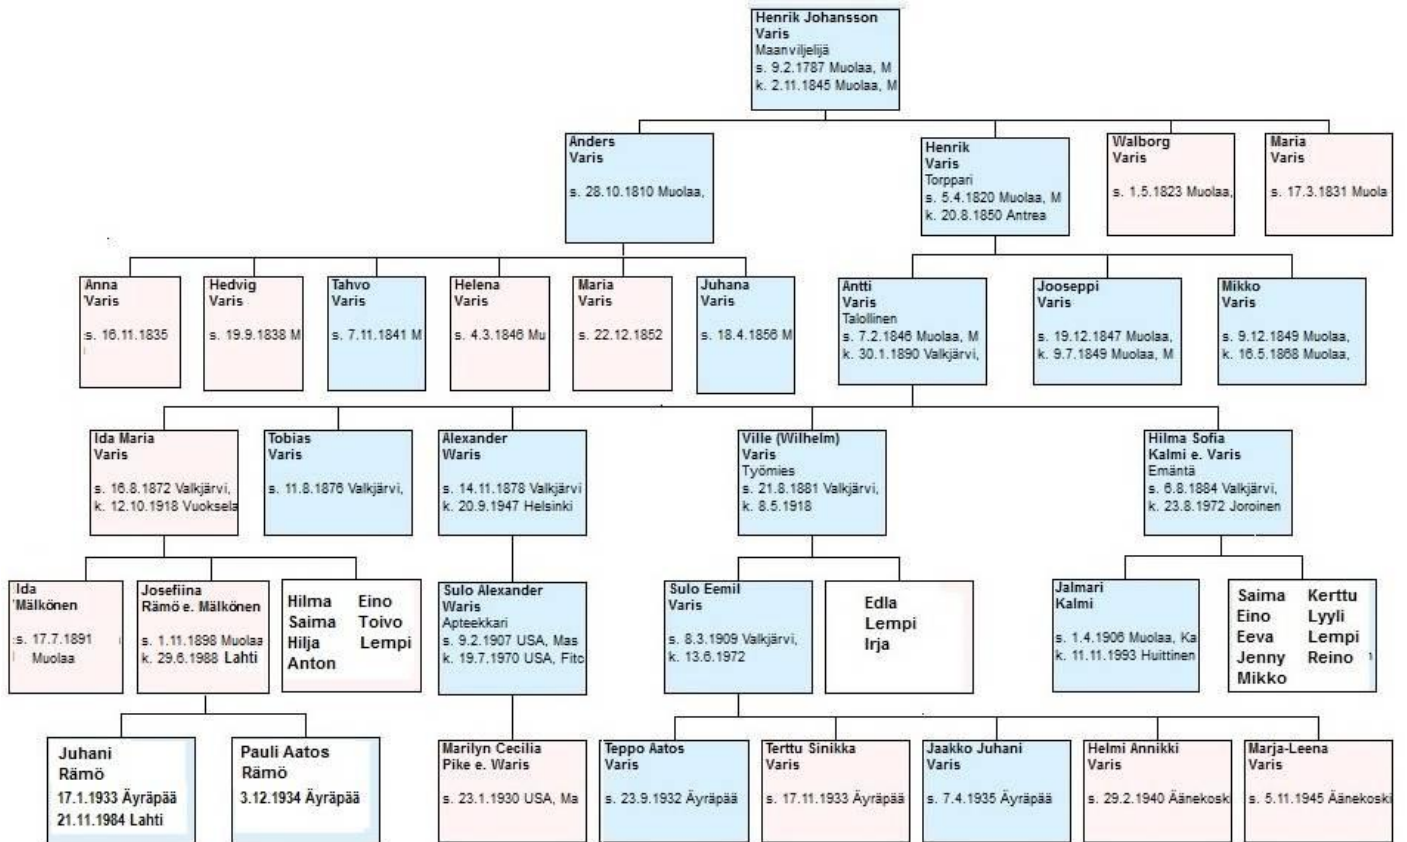 Henrik Johansson
Varis
Maanviljelijä
s. 9.2.1787 Muolaa, M
k. 2.11.1845 Muolaa, M
Anders
Varis
s. 28.10.1810 Muolaa,
Henrik
Varis
Torppari
s. 5.4.1820 Muolaa, M
k. 20.8.1850 Antrea
Walborg
Varis
s. 1.5.1823 Muolaa,
Maria
Varis
s. 17.3.1831 Muola
Anna
Varis
s. 16.11.1835
Hedvig
Varis
s. 19.9.1838 M
Tahvo
Varis
s. 7.11.1841 M
Helena
Varis
s. 4.3.1846 Mu
Maria
Varis
s. 22.12.1852
Juhana
Varis
s. 18.4.1856 M
Antti
Varis
Talollinen
s. 7.2.1846 Muolaa, M
k. 30.1.1890 Valkjärvi,
Jooseppi
Varis
s. 19.12.1847 Muolaa,
k. 9.7.1849 Muolaa, M
Mikko
Varis
s. 9.12.1849 Muolaa,
k. 16.5.1868 Muolaa,
Ida Maria
Varis
s. 16.8.1872 Valkjärvi,
k. 12.10.1918 Vuoksela
Tobias
Varis
s. 11.8.1876 Valkjärvi,
Alexander
Waris
s. 14.11.1878 Valkjärvi
k. 20.9.1947 Helsinki
Ville (Wilhelm)
Varis
Työmies
s. 21.8.1881 Valkjärvi,
k. 8.5.1918
Hilma Sofia
Kalmi e. Varis
Emäntä
s. 6.8.1884 Valkjärvi,
k. 23.8.1972 Joroinen
Ida
Mälkönen
s. 17.7.1891
Muolaa
Josefiina
Rämö e. Mälkönen
s. 1.11.1898 Muolaa
k. 29.6.1988 Lahti
Hilma Eino
Saima Toivo
Hilja Lempi
Anton
Sulo Alexander
Waris
Apteekkari
s. 9.2.1907 USA, Mas
k. 19.7.1970 USA, Fitc
Sulo Eemil
Varis
s. 8.3.1909 Valkjärvi,
k. 13.6.1972
Edla
Lempi
Irja
Jalmari
Kalmi
s. 1.4.1906 Muolaa, Ka
k. 11.11.1993 Huittinen
Saima Kerttu
Eino Lyyli
Eeva Lempi
Jenny Reino
Mikko
Juhani
Rämö
17.1.1933 Äyräpää
21.11.1984 Lahti
Pauli Aatos
Rämö
3.12.1934 Äyräpää
Marilyn Cecilia
Pike e. Waris
s. 23.1.1930 USA, Ma
Teppo Aatos
Varis
s. 23.9.1932 Äyräpää
Terttu Sinikka
Varis
s. 17.11.1933 Äyräpää
Jaakko Juhani
Varis
s. 7.4.1935 Äyräpää
Helmi Annikki
Varis
s. 29.2.1940 Äänekoski
Marja-Leena
Varis
s. 5.11.1945 Äänekoski